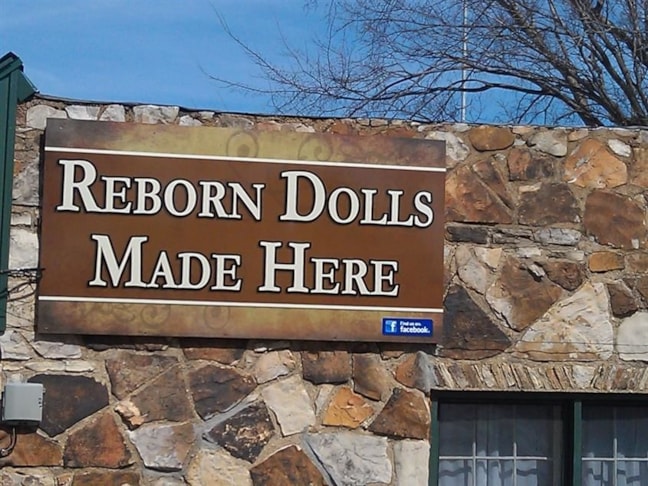 REBORN DOLLS
MADE HERE
Find us on
facebook.